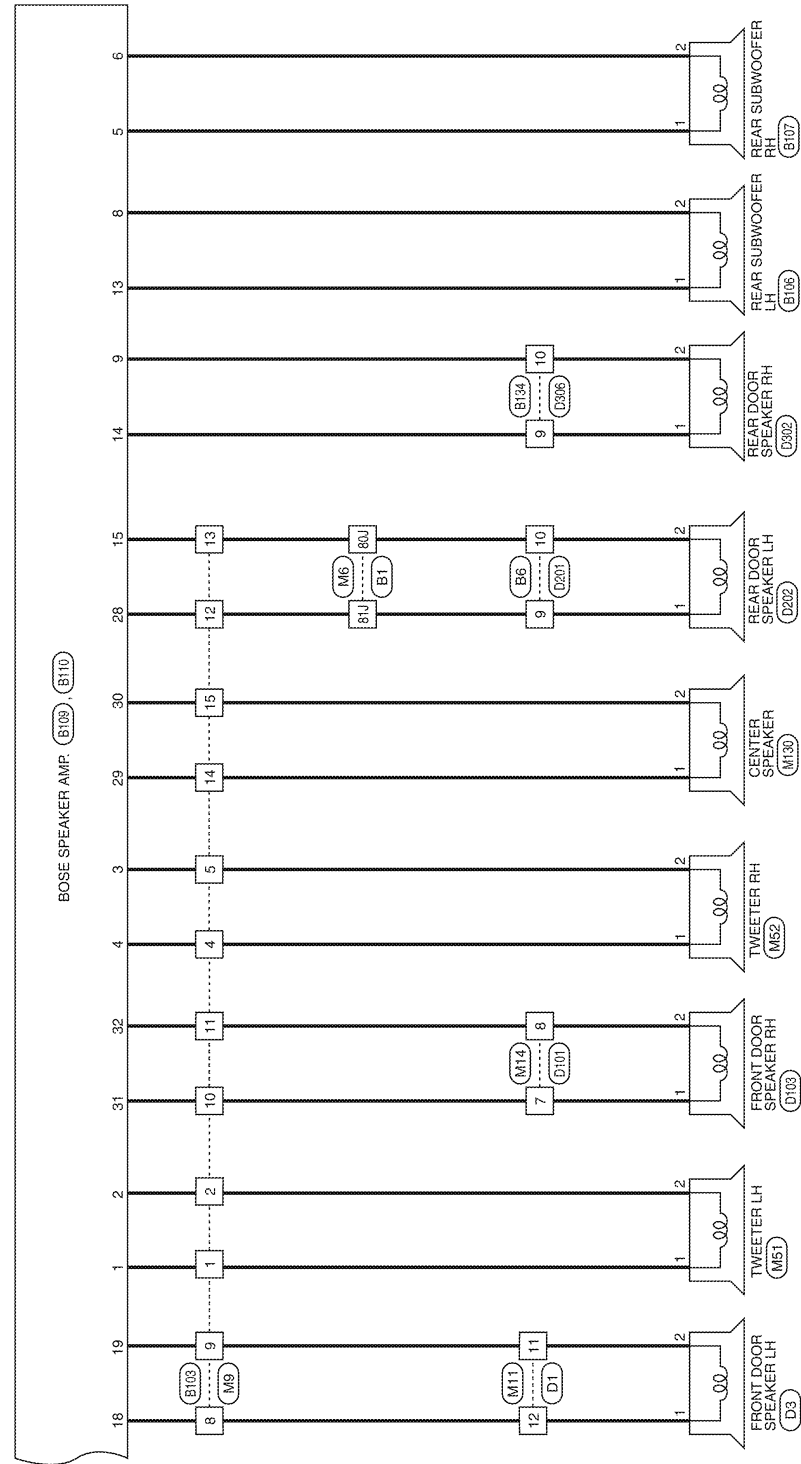 BOSE SPEAKER AMP. B109 , B110
18 19 1 2 31 32 4 3 29 30 28 15 14 9 13 8 5 6
B103
8 9 1 2 10 11 4 5 14 15 12 13
M9
M6
81J 80J
B1
M11
12 11
D1
M14
7 8
D101
B6
9 10
D201
B134
9 10
D306
1 2 1 2 1 2 1 2 1 2 1 2 1 2 1 2 1 2
FRONT DOOR
SPEAKER LH
D3
TWEETER LH
M51
FRONT DOOR
SPEAKER RH
D103
TWEETER RH
M52
CENTER
SPEAKER
M130
REAR DOOR
SPEAKER LH
D202
REAR DOOR
SPEAKER RH
D302
REAR SUBWOOFER
LH
B106
REAR SUBWOOFER
RH
B107